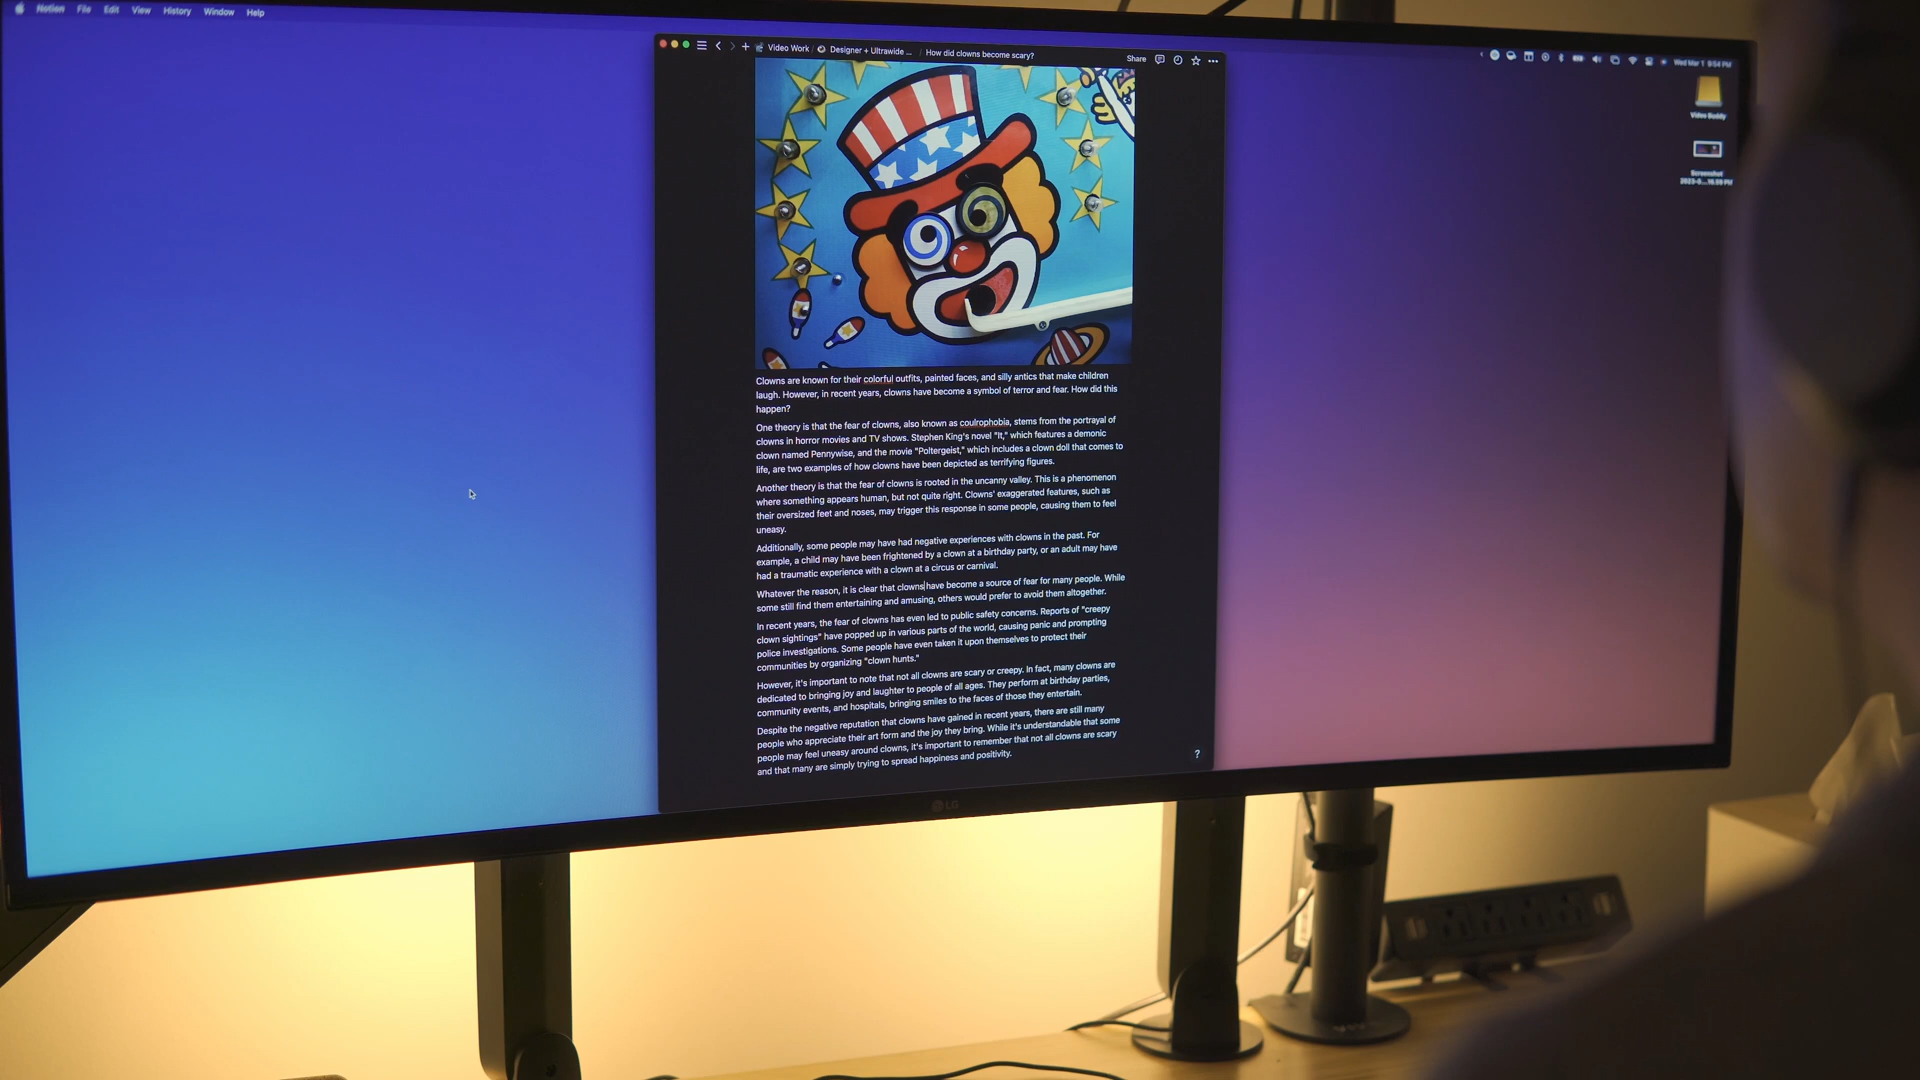 Notion File Edit View History Window Help
Video Work / Designer + Ultrawide ... / How did clowns become scary?
Share
Wed Mar 1 9:54 PM
Video Buddy
Screenshot
Clowns are known for their colorful outfits, painted faces, and silly antics that make children
laugh. However, in recent years, clowns have become a symbol of terror and fear. How did this
happen?
One theory is that the fear of clowns, also known as coulrophobia, stems from the portrayal of
clowns in horror movies and TV shows. Stephen King's novel "It," which features a demonic
clown named Pennywise, and the movie "Poltergeist," which includes a clown doll that comes to
life, are two examples of how clowns have been depicted as terrifying figures.
Another theory is that the fear of clowns is rooted in the uncanny valley. This is a phenomenon
where something appears human, but not quite right. Clowns' exaggerated features, such as
their oversized feet and noses, may trigger this response in some people, causing them to feel
uneasy.
Additionally, some people may have had negative experiences with clowns in the past. For
example, a child may have been frightened by a clown at a birthday party, or an adult may have
had a traumatic experience with a clown at a circus or carnival.
Whatever the reason, it is clear that clowns have become a source of fear for many people. While
some still find them entertaining and amusing, others would prefer to avoid them altogether.
In recent years, the fear of clowns has even led to public safety concerns. Reports of "creepy
clown sightings" have popped up in various parts of the world, causing panic and prompting
police investigations. Some people have even taken it upon themselves to protect their
communities by organizing "clown hunts."
However, it's important to note that not all clowns are scary or creepy. In fact, many clowns are
dedicated to bringing joy and laughter to people of all ages. They perform at birthday parties,
community events, and hospitals, bringing smiles to the faces of those they entertain.
Despite the negative reputation that clowns have gained in recent years, there are still many
people who appreciate their art form and the joy they bring. While it's understandable that some
people may feel uneasy around clowns, it's important to remember that not all clowns are scary
and that many are simply trying to spread happiness and positivity.
?
LG